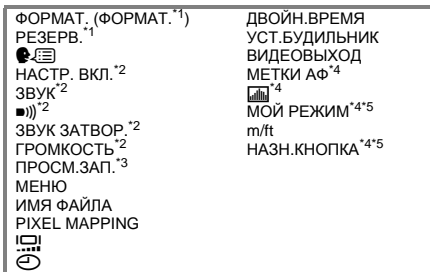 ФОРМАТ. (ФОРМАТ.*1)
РЕЗЕРВ.*1
НАСТР. ВКЛ.*2
ЗВУК*2
*2
ЗВУК ЗАТВОР.*2
ГРОМКОСТЬ*2
ПРОСМ.ЗАП.*3
МЕНЮ
ИМЯ ФАЙЛА
PIXEL MAPPING
ДВОЙН.ВРЕМЯ
УСТ.БУДИЛЬНИК
ВИДЕОВЫХОД
МЕТКИ АФ*4
*4
МОЙ РЕЖИМ*4*5
m/ft
НАЗН.КНОПКА*4*5